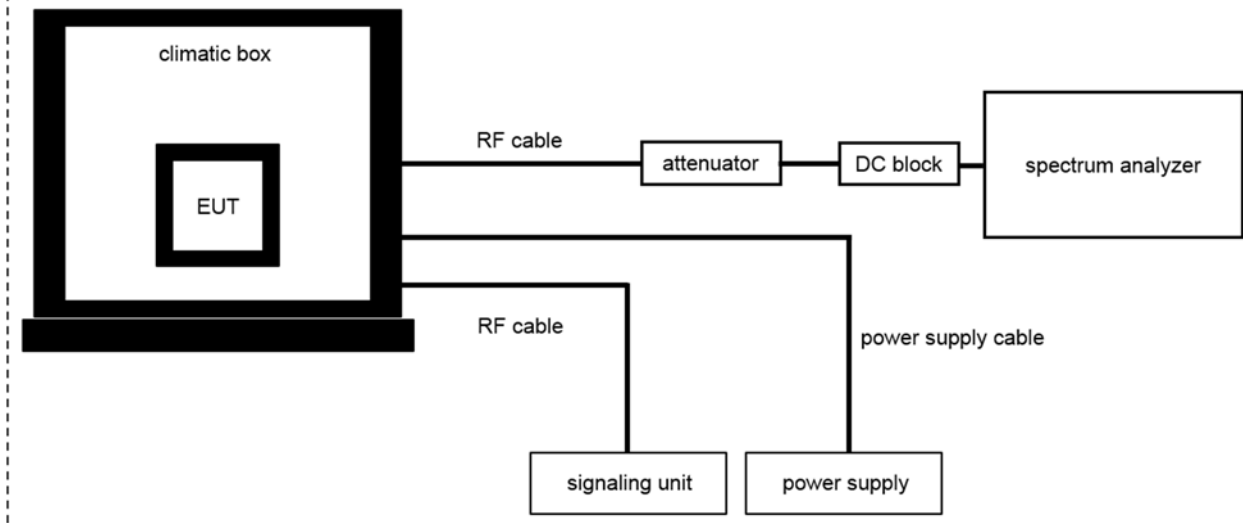 climatic box
RF cable
attenuator
DC block
spectrum analyzer
EUT
RF cable
power supply cable
signaling unit
power supply